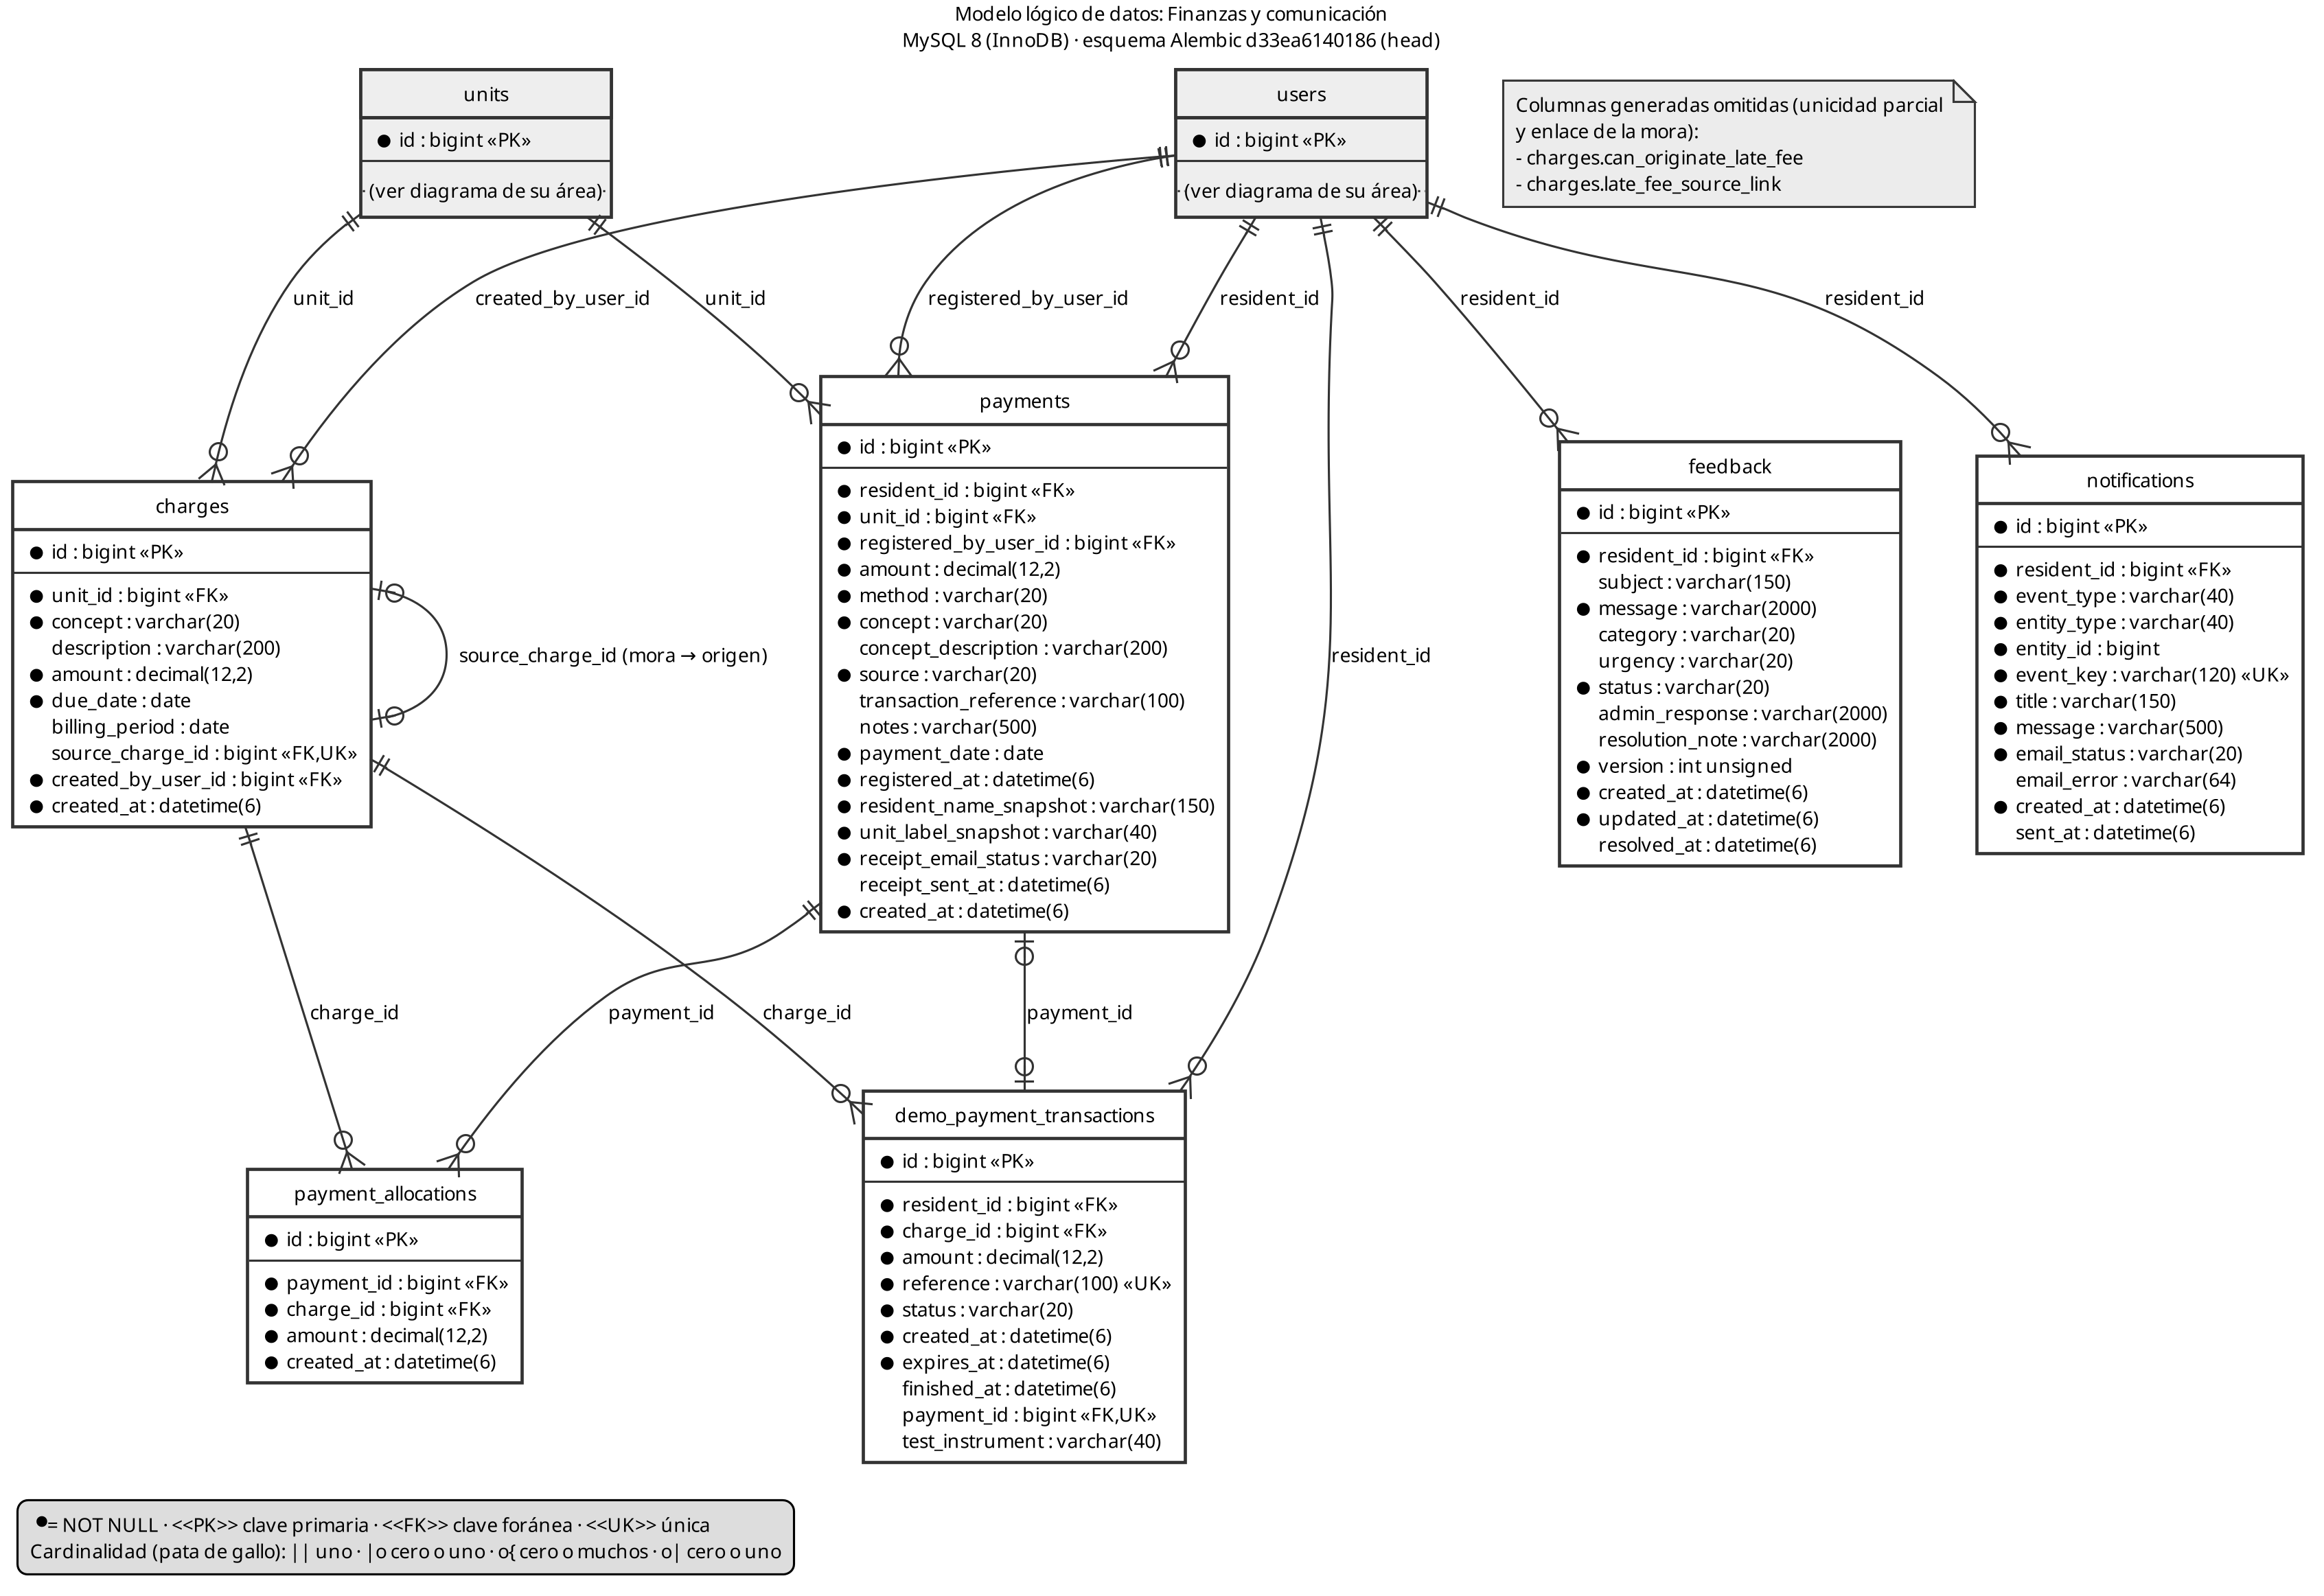 Modelo lógico de datos: Finanzas y comunicación
MySQL 8 (InnoDB) · esquema Alembic d33ea6140186 (head)
units
● id : bigint «PK»
(ver diagrama de su área)
users
● id : bigint «PK»
(ver diagrama de su área)
Columnas generadas omitidas (unicidad parcial
y enlace de la mora):
- charges.can_originate_late_fee
- charges.late_fee_source_link
unit_id
created_by_user_id
unit_id
registered_by_user_id
resident_id
resident_id
resident_id
charges
● id : bigint «PK»
● unit_id : bigint «FK»
● concept : varchar(20)
description : varchar(200)
● amount : decimal(12,2)
● due_date : date
billing_period : date
source_charge_id : bigint «FK,UK»
● created_by_user_id : bigint «FK»
● created_at : datetime(6)
source_charge_id (mora → origen)
payments
● id : bigint «PK»
● resident_id : bigint «FK»
● unit_id : bigint «FK»
● registered_by_user_id : bigint «FK»
● amount : decimal(12,2)
● method : varchar(20)
● concept : varchar(20)
concept_description : varchar(200)
● source : varchar(20)
transaction_reference : varchar(100)
notes : varchar(500)
● payment_date : date
● registered_at : datetime(6)
● resident_name_snapshot : varchar(150)
● unit_label_snapshot : varchar(40)
● receipt_email_status : varchar(20)
receipt_sent_at : datetime(6)
● created_at : datetime(6)
resident_id
feedback
● id : bigint «PK»
● resident_id : bigint «FK»
subject : varchar(150)
● message : varchar(2000)
category : varchar(20)
urgency : varchar(20)
● status : varchar(20)
admin_response : varchar(2000)
resolution_note : varchar(2000)
● version : int unsigned
● created_at : datetime(6)
● updated_at : datetime(6)
resolved_at : datetime(6)
notifications
● id : bigint «PK»
● resident_id : bigint «FK»
● event_type : varchar(40)
● entity_type : varchar(40)
● entity_id : bigint
● event_key : varchar(120) «UK»
● title : varchar(150)
● message : varchar(500)
● email_status : varchar(20)
email_error : varchar(64)
● created_at : datetime(6)
sent_at : datetime(6)
charge_id
payment_id
charge_id
payment_id
payment_allocations
● id : bigint «PK»
● payment_id : bigint «FK»
● charge_id : bigint «FK»
● amount : decimal(12,2)
● created_at : datetime(6)
demo_payment_transactions
● id : bigint «PK»
● resident_id : bigint «FK»
● charge_id : bigint «FK»
● amount : decimal(12,2)
● reference : varchar(100) «UK»
● status : varchar(20)
● created_at : datetime(6)
● expires_at : datetime(6)
finished_at : datetime(6)
payment_id : bigint «FK,UK»
test_instrument : varchar(40)
●= NOT NULL · <<PK>> clave primaria · <<FK>> clave foránea · <<UK>> única
Cardinalidad (pata de gallo): || uno · |o cero o uno · o{ cero o muchos · o| cero o uno